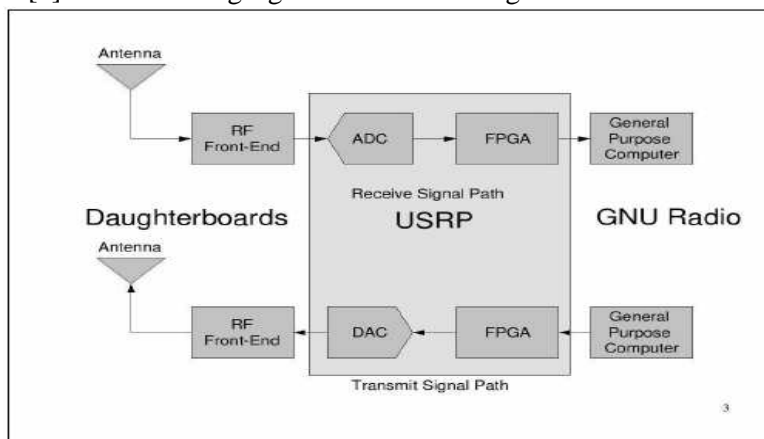 Antenna
RF
Front-End
ADC
FPGA
General
Purpose
Computer
Receive Signal Path
Daughterboards
USRP
GNU Radio
Antenna
RF
Front-End
DAC
FPGA
General
Purpose
Computer
Transmit Signal Path
3